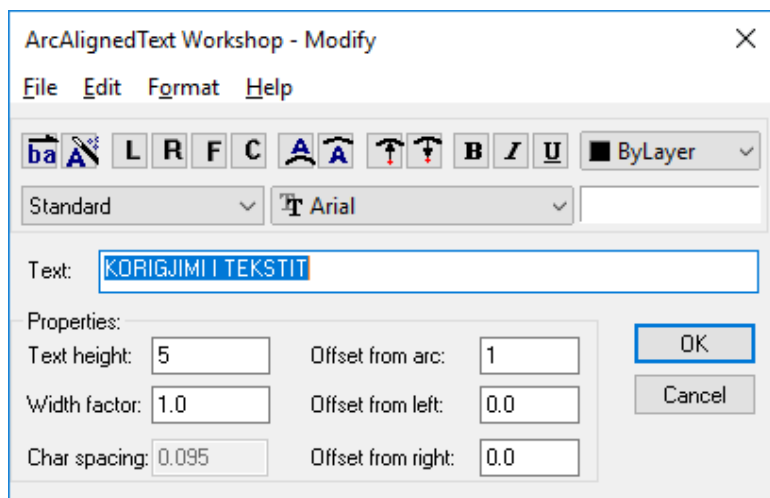 ArcAlignedText Workshop - Modify
File Edit Format Help
ba A L R F C A A B I U ByLayer
Standard Arial
Text: KORIGJIMI I TEKSTIT
Properties:
Text height: 5 Offset from arc: 1 OK
Width factor: 1.0 Offset from left: 0.0 Cancel
Char spacing: 0.095 Offset from right: 0.0